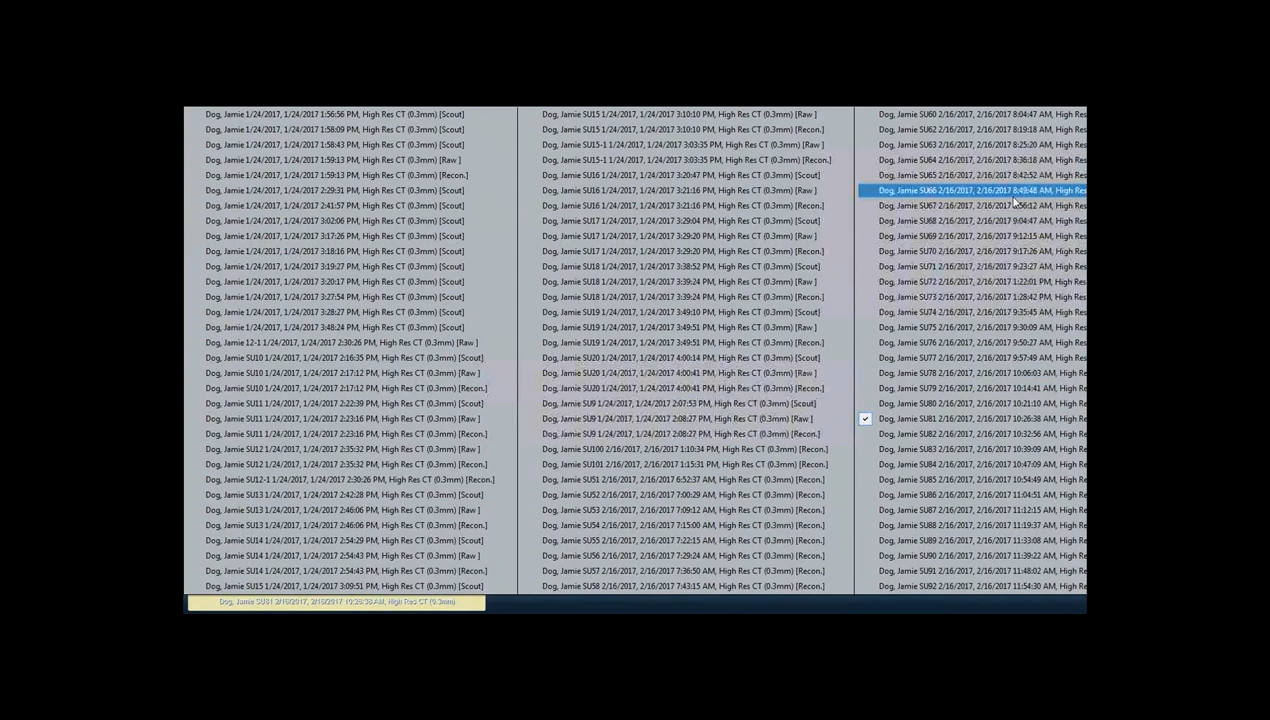 Dog, Jamie 1/24/2017, 1/24/2017 1:56:56 PM, High Res CT (0.3mm) [Scout]
Dog, Jamie 1/24/2017, 1/24/2017 1:58:09 PM, High Res CT (0.3mm) [Scout]
Dog, Jamie 1/24/2017, 1/24/2017 1:58:43 PM, High Res CT (0.3mm) [Scout]
Dog, Jamie 1/24/2017, 1/24/2017 1:59:13 PM, High Res CT (0.3mm) [Raw ]
Dog, Jamie 1/24/2017, 1/24/2017 1:59:13 PM, High Res CT (0.3mm) [Recon.]
Dog, Jamie 1/24/2017, 1/24/2017 2:29:31 PM, High Res CT (0.3mm) [Scout]
Dog, Jamie 1/24/2017, 1/24/2017 2:41:57 PM, High Res CT (0.3mm) [Scout]
Dog, Jamie 1/24/2017, 1/24/2017 3:02:06 PM, High Res CT (0.3mm) [Scout]
Dog, Jamie 1/24/2017, 1/24/2017 3:17:26 PM, High Res CT (0.3mm) [Scout]
Dog, Jamie 1/24/2017, 1/24/2017 3:18:16 PM, High Res CT (0.3mm) [Scout]
Dog, Jamie 1/24/2017, 1/24/2017 3:19:27 PM, High Res CT (0.3mm) [Scout]
Dog, Jamie 1/24/2017, 1/24/2017 3:20:17 PM, High Res CT (0.3mm) [Scout]
Dog, Jamie 1/24/2017, 1/24/2017 3:27:54 PM, High Res CT (0.3mm) [Scout]
Dog, Jamie 1/24/2017, 1/24/2017 3:28:27 PM, High Res CT (0.3mm) [Scout]
Dog, Jamie 1/24/2017, 1/24/2017 3:48:24 PM, High Res CT (0.3mm) [Scout]
Dog, Jamie 12-1 1/24/2017, 1/24/2017 2:30:26 PM, High Res CT (0.3mm) [Raw ]
Dog, Jamie SU10 1/24/2017, 1/24/2017 2:16:35 PM, High Res CT (0.3mm) [Scout]
Dog, Jamie SU10 1/24/2017, 1/24/2017 2:17:12 PM, High Res CT (0.3mm) [Raw ]
Dog, Jamie SU10 1/24/2017, 1/24/2017 2:17:12 PM, High Res CT (0.3mm) [Recon.]
Dog, Jamie SU11 1/24/2017, 1/24/2017 2:22:39 PM, High Res CT (0.3mm) [Scout]
Dog, Jamie SU11 1/24/2017, 1/24/2017 2:23:16 PM, High Res CT (0.3mm) [Raw ]
Dog, Jamie SU11 1/24/2017, 1/24/2017 2:23:16 PM, High Res CT (0.3mm) [Recon.]
Dog, Jamie SU12 1/24/2017, 1/24/2017 2:35:32 PM, High Res CT (0.3mm) [Raw ]
Dog, Jamie SU12 1/24/2017, 1/24/2017 2:35:32 PM, High Res CT (0.3mm) [Recon.]
Dog, Jamie SU12-1 1/24/2017, 1/24/2017 2:30:26 PM, High Res CT (0.3mm) [Recon.]
Dog, Jamie SU13 1/24/2017, 1/24/2017 2:42:28 PM, High Res CT (0.3mm) [Scout]
Dog, Jamie SU13 1/24/2017, 1/24/2017 2:46:06 PM, High Res CT (0.3mm) [Raw ]
Dog, Jamie SU13 1/24/2017, 1/24/2017 2:46:06 PM, High Res CT (0.3mm) [Recon.]
Dog, Jamie SU14 1/24/2017, 1/24/2017 2:54:29 PM, High Res CT (0.3mm) [Scout]
Dog, Jamie SU14 1/24/2017, 1/24/2017 2:54:43 PM, High Res CT (0.3mm) [Raw ]
Dog, Jamie SU14 1/24/2017, 1/24/2017 2:54:43 PM, High Res CT (0.3mm) [Recon.]
Dog, Jamie SU15 1/24/2017, 1/24/2017 3:09:51 PM, High Res CT (0.3mm) [Scout]
Dog, Jamie SU15 1/24/2017, 1/24/2017 3:10:10 PM, High Res CT (0.3mm) [Raw ]
Dog, Jamie SU15 1/24/2017, 1/24/2017 3:10:10 PM, High Res CT (0.3mm) [Recon.]
Dog, Jamie SU15-1 1/24/2017, 1/24/2017 3:03:35 PM, High Res CT (0.3mm) [Raw ]
Dog, Jamie SU15-1 1/24/2017, 1/24/2017 3:03:35 PM, High Res CT (0.3mm) [Recon.]
Dog, Jamie SU16 1/24/2017, 1/24/2017 3:20:47 PM, High Res CT (0.3mm) [Scout]
Dog, Jamie SU16 1/24/2017, 1/24/2017 3:21:16 PM, High Res CT (0.3mm) [Raw ]
Dog, Jamie SU16 1/24/2017, 1/24/2017 3:21:16 PM, High Res CT (0.3mm) [Recon.]
Dog, Jamie SU17 1/24/2017, 1/24/2017 3:29:04 PM, High Res CT (0.3mm) [Scout]
Dog, Jamie SU17 1/24/2017, 1/24/2017 3:29:20 PM, High Res CT (0.3mm) [Raw ]
Dog, Jamie SU17 1/24/2017, 1/24/2017 3:29:20 PM, High Res CT (0.3mm) [Recon.]
Dog, Jamie SU18 1/24/2017, 1/24/2017 3:38:52 PM, High Res CT (0.3mm) [Scout]
Dog, Jamie SU18 1/24/2017, 1/24/2017 3:39:24 PM, High Res CT (0.3mm) [Raw ]
Dog, Jamie SU18 1/24/2017, 1/24/2017 3:39:24 PM, High Res CT (0.3mm) [Recon.]
Dog, Jamie SU19 1/24/2017, 1/24/2017 3:49:10 PM, High Res CT (0.3mm) [Scout]
Dog, Jamie SU19 1/24/2017, 1/24/2017 3:49:51 PM, High Res CT (0.3mm) [Raw ]
Dog, Jamie SU19 1/24/2017, 1/24/2017 3:49:51 PM, High Res CT (0.3mm) [Recon.]
Dog, Jamie SU20 1/24/2017, 1/24/2017 4:00:14 PM, High Res CT (0.3mm) [Scout]
Dog, Jamie SU20 1/24/2017, 1/24/2017 4:00:41 PM, High Res CT (0.3mm) [Raw ]
Dog, Jamie SU20 1/24/2017, 1/24/2017 4:00:41 PM, High Res CT (0.3mm) [Recon.]
Dog, Jamie SU9 1/24/2017, 1/24/2017 2:07:53 PM, High Res CT (0.3mm) [Scout]
Dog, Jamie SU9 1/24/2017, 1/24/2017 2:08:27 PM, High Res CT (0.3mm) [Raw ]
Dog, Jamie SU9 1/24/2017, 1/24/2017 2:08:27 PM, High Res CT (0.3mm) [Recon.]
Dog, Jamie SU100 2/16/2017, 2/16/2017 1:10:34 PM, High Res CT (0.3mm) [Recon.]
Dog, Jamie SU101 2/16/2017, 2/16/2017 1:15:31 PM, High Res CT (0.3mm) [Recon.]
Dog, Jamie SU51 2/16/2017, 2/16/2017 6:52:37 AM, High Res CT (0.3mm) [Recon.]
Dog, Jamie SU52 2/16/2017, 2/16/2017 7:00:29 AM, High Res CT (0.3mm) [Recon.]
Dog, Jamie SU53 2/16/2017, 2/16/2017 7:09:12 AM, High Res CT (0.3mm) [Recon.]
Dog, Jamie SU54 2/16/2017, 2/16/2017 7:15:00 AM, High Res CT (0.3mm) [Recon.]
Dog, Jamie SU55 2/16/2017, 2/16/2017 7:22:15 AM, High Res CT (0.3mm) [Recon.]
Dog, Jamie SU56 2/16/2017, 2/16/2017 7:29:24 AM, High Res CT (0.3mm) [Recon.]
Dog, Jamie SU57 2/16/2017, 2/16/2017 7:36:50 AM, High Res CT (0.3mm) [Recon.]
Dog, Jamie SU58 2/16/2017, 2/16/2017 7:43:15 AM, High Res CT (0.3mm) [Recon.]
Dog, Jamie SU60 2/16/2017, 2/16/2017 8:04:47 AM, High Res
Dog, Jamie SU62 2/16/2017, 2/16/2017 8:19:18 AM, High Res
Dog, Jamie SU63 2/16/2017, 2/16/2017 8:25:20 AM, High Res
Dog, Jamie SU64 2/16/2017, 2/16/2017 8:36:18 AM, High Res
Dog, Jamie SU65 2/16/2017, 2/16/2017 8:42:52 AM, High Res
Dog, Jamie SU66 2/16/2017, 2/16/2017 8:49:48 AM, High Res
Dog, Jamie SU67 2/16/2017, 2/16/2017 8:56:12 AM, High Res
Dog, Jamie SU68 2/16/2017, 2/16/2017 9:04:47 AM, High Res
Dog, Jamie SU69 2/16/2017, 2/16/2017 9:12:15 AM, High Res
Dog, Jamie SU70 2/16/2017, 2/16/2017 9:17:26 AM, High Res
Dog, Jamie SU71 2/16/2017, 2/16/2017 9:23:27 AM, High Res
Dog, Jamie SU72 2/16/2017, 2/16/2017 1:22:01 PM, High Res
Dog, Jamie SU73 2/16/2017, 2/16/2017 1:28:42 PM, High Res
Dog, Jamie SU74 2/16/2017, 2/16/2017 9:35:45 AM, High Res
Dog, Jamie SU75 2/16/2017, 2/16/2017 9:30:09 AM, High Res
Dog, Jamie SU76 2/16/2017, 2/16/2017 9:50:27 AM, High Res
Dog, Jamie SU77 2/16/2017, 2/16/2017 9:57:49 AM, High Res
Dog, Jamie SU78 2/16/2017, 2/16/2017 10:06:03 AM, High Res
Dog, Jamie SU79 2/16/2017, 2/16/2017 10:14:41 AM, High Res
Dog, Jamie SU80 2/16/2017, 2/16/2017 10:21:10 AM, High Res
Dog, Jamie SU81 2/16/2017, 2/16/2017 10:26:38 AM, High Res
Dog, Jamie SU82 2/16/2017, 2/16/2017 10:32:56 AM, High Res
Dog, Jamie SU83 2/16/2017, 2/16/2017 10:39:09 AM, High Res
Dog, Jamie SU84 2/16/2017, 2/16/2017 10:47:09 AM, High Res
Dog, Jamie SU85 2/16/2017, 2/16/2017 10:54:49 AM, High Res
Dog, Jamie SU86 2/16/2017, 2/16/2017 11:04:51 AM, High Res
Dog, Jamie SU87 2/16/2017, 2/16/2017 11:12:15 AM, High Res
Dog, Jamie SU88 2/16/2017, 2/16/2017 11:19:37 AM, High Res
Dog, Jamie SU89 2/16/2017, 2/16/2017 11:33:08 AM, High Res
Dog, Jamie SU90 2/16/2017, 2/16/2017 11:39:22 AM, High Res
Dog, Jamie SU91 2/16/2017, 2/16/2017 11:48:02 AM, High Res
Dog, Jamie SU92 2/16/2017, 2/16/2017 11:54:30 AM, High Res
Dog, Jamie SU81 2/16/2017, 2/16/2017 10:26:38 AM, High Res CT (0.3mm)